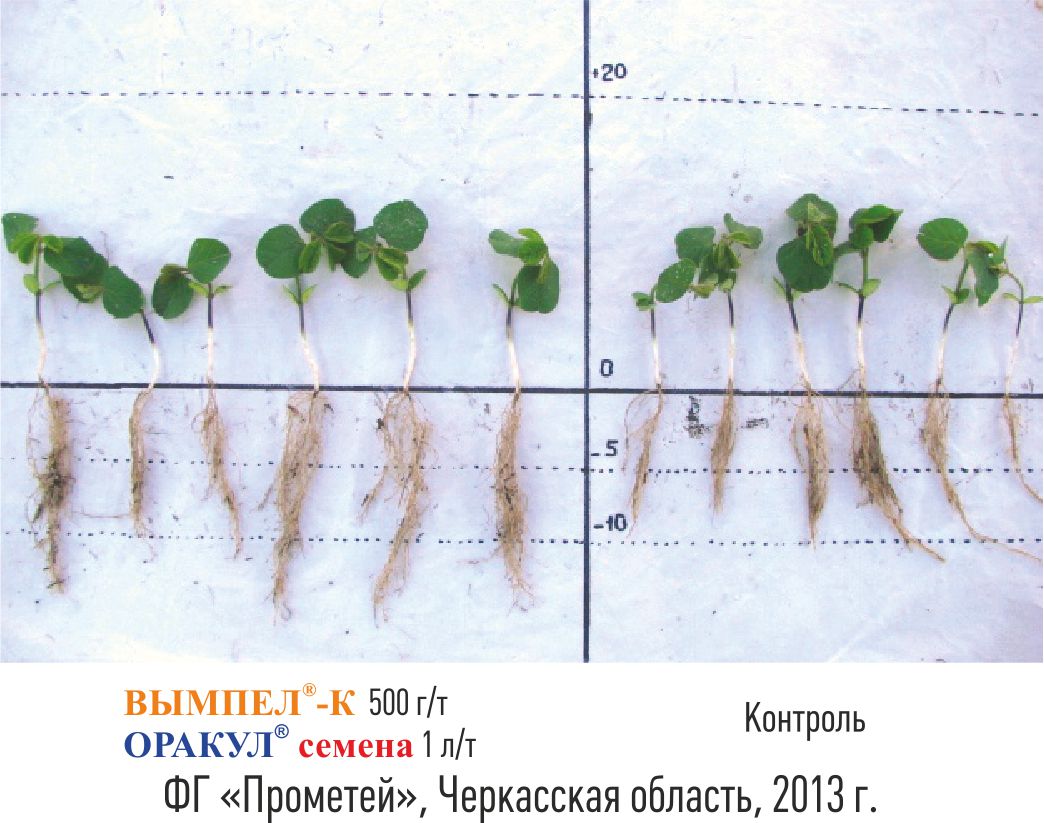 +20
0
-5
-10
ВЫМПЕЛ®-К 500 г/т
ОРАКУЛ® семена 1 л/т
Контроль
ФГ «Прометей», Черкасская область, 2013 г.